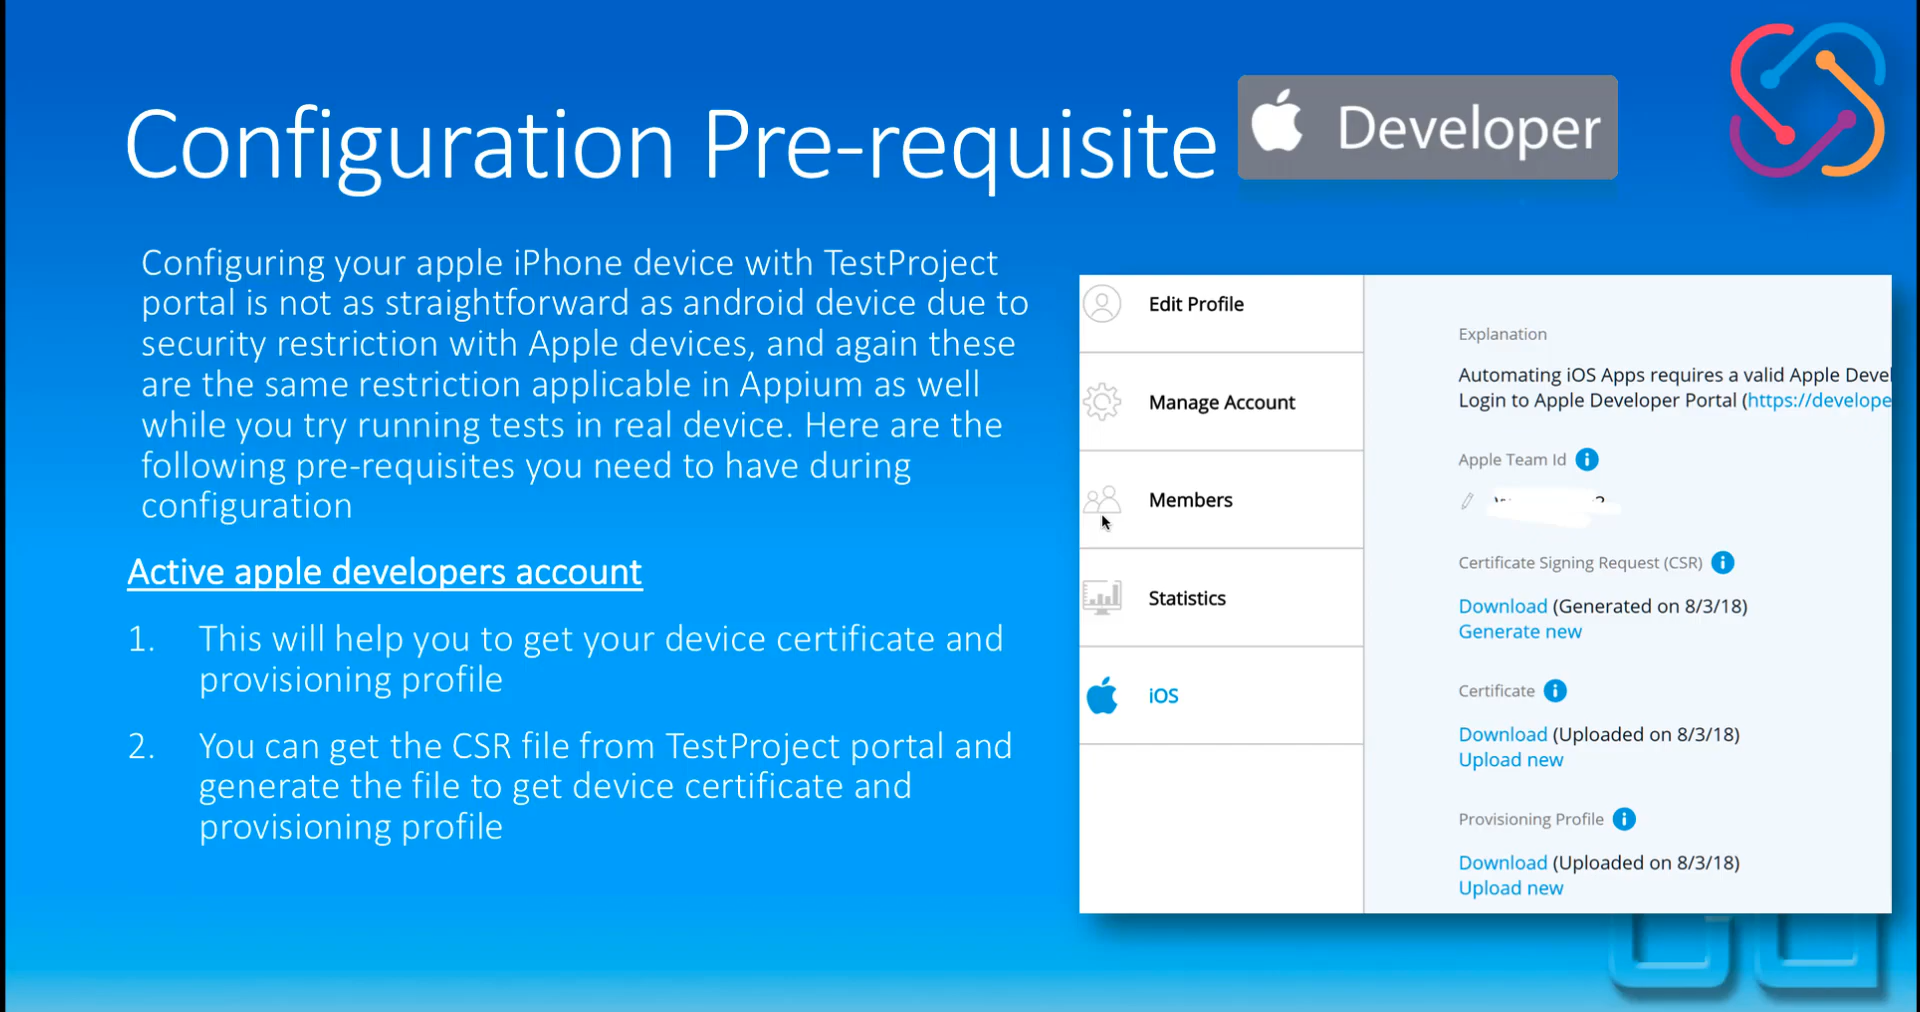 Configuration Pre-requisite
Developer
Configuring your apple iPhone device with TestProject
portal is not as straightforward as android device due to
security restriction with Apple devices, and again these
are the same restriction applicable in Appium as well
while you try running tests in real device. Here are the
following pre-requisites you need to have during
configuration
Active apple developers account
1. This will help you to get your device certificate and
provisioning profile
2. You can get the CSR file from TestProject portal and
generate the file to get device certificate and
provisioning profile
Edit Profile
Manage Account
Members
Statistics
iOS
Explanation
Automating iOS Apps requires a valid Apple Devel
Login to Apple Developer Portal (https://develope
Apple Team Id
Certificate Signing Request (CSR)
Download (Generated on 8/3/18)
Generate new
Certificate
Download (Uploaded on 8/3/18)
Upload new
Provisioning Profile
Download (Uploaded on 8/3/18)
Upload new